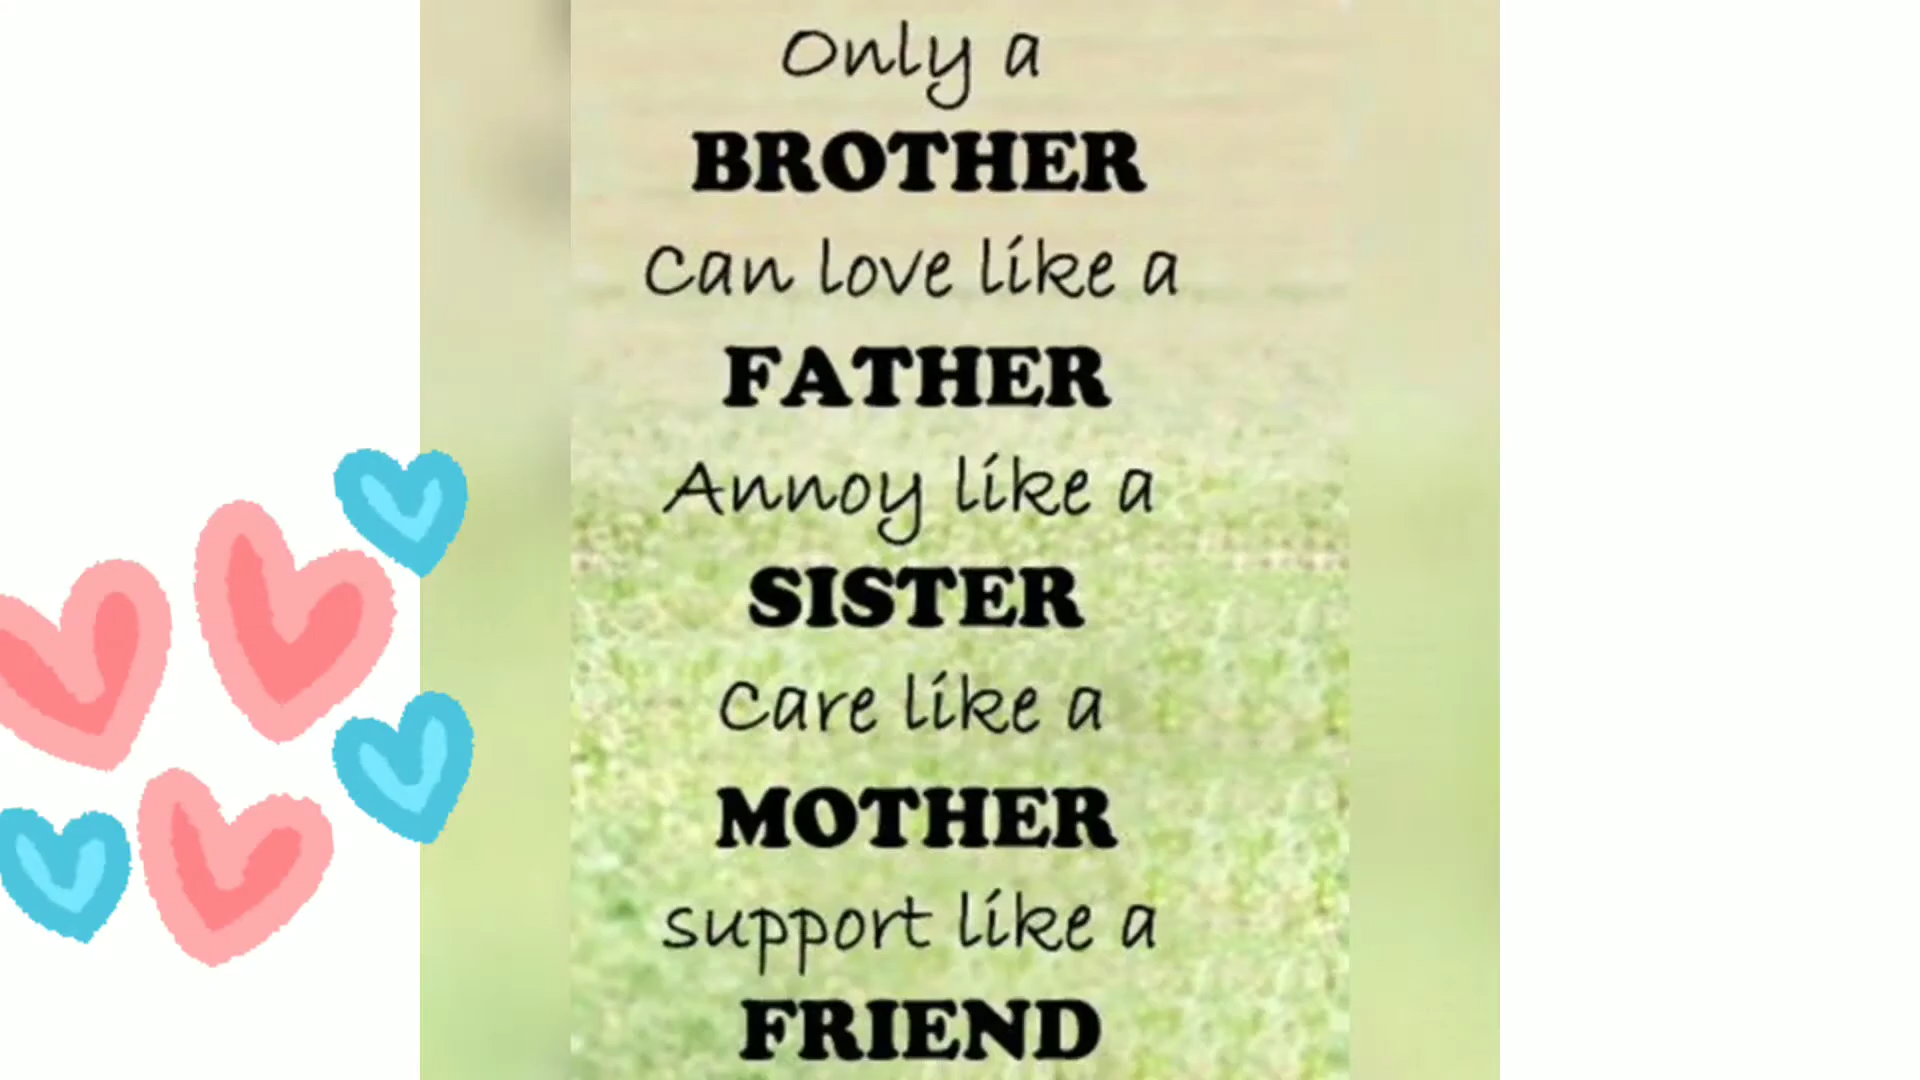 Only a
BROTHER
Can love like a
FATHER
Annoy like a
SISTER
Care like a
MOTHER
support like a
FRIEND